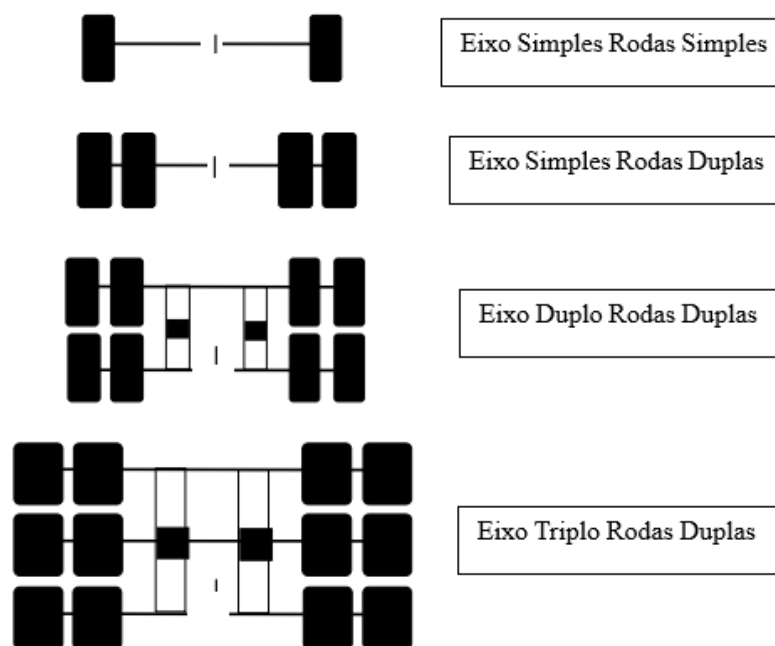 Eixo Simples Rodas Simples
Eixo Simples Rodas Duplas
Eixo Duplo Rodas Duplas
Eixo Triplo Rodas Duplas